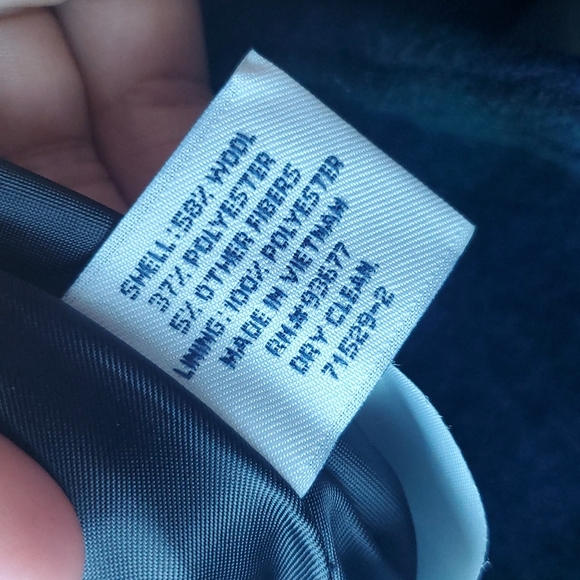 SHELL:58% WOOL
37% POLYESTER
5% OTHER FIBERS
LINING:100% POLYESTER
MADE IN VIETNAM
RN#93677
DRY CLEAN
71529-2